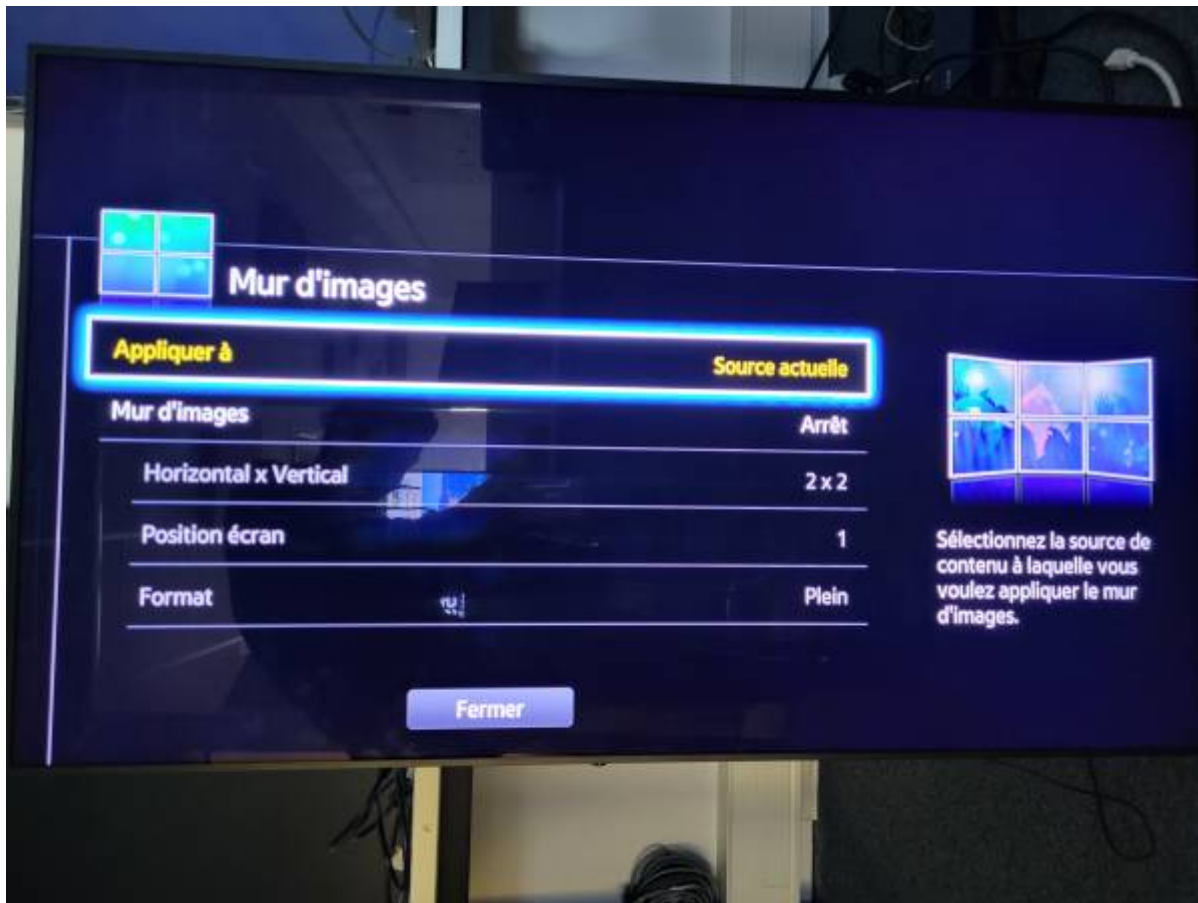 Mur d'images
Appliquer à Source actuelle
Mur d'images Arrêt
Horizontal x Vertical 2 x 2
Position écran 1
Format Plein
Sélectionnez la source de
contenu à laquelle vous
voulez appliquer le mur
d'images.
Fermer